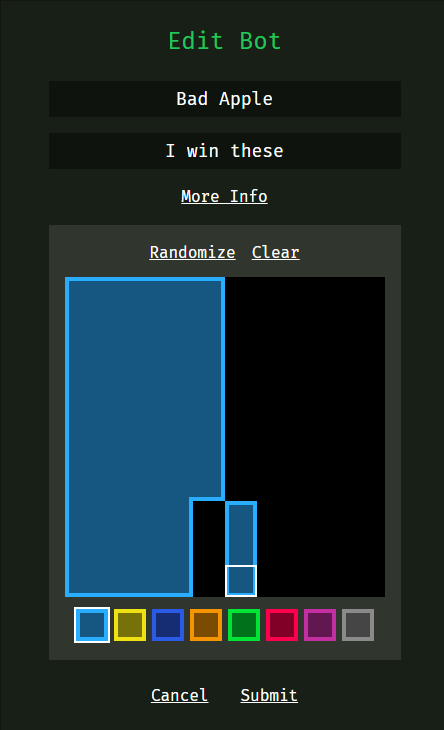 Edit Bot
Bad Apple
I win these
More Info
Randomize Clear
Cancel Submit